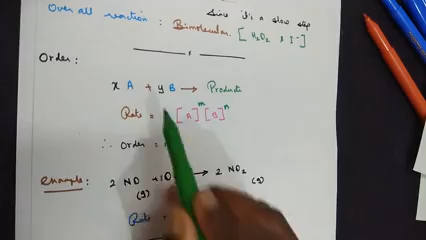 Over all reaction: Bimolecular.
Since it's a slow step
[H2O2 & I-]
Order:
x A + y B → Products
Rate = [A]^m [B]^n
∴ Order =
Example: 2 NO (g) + → 2 NO2 (g)
Rate =